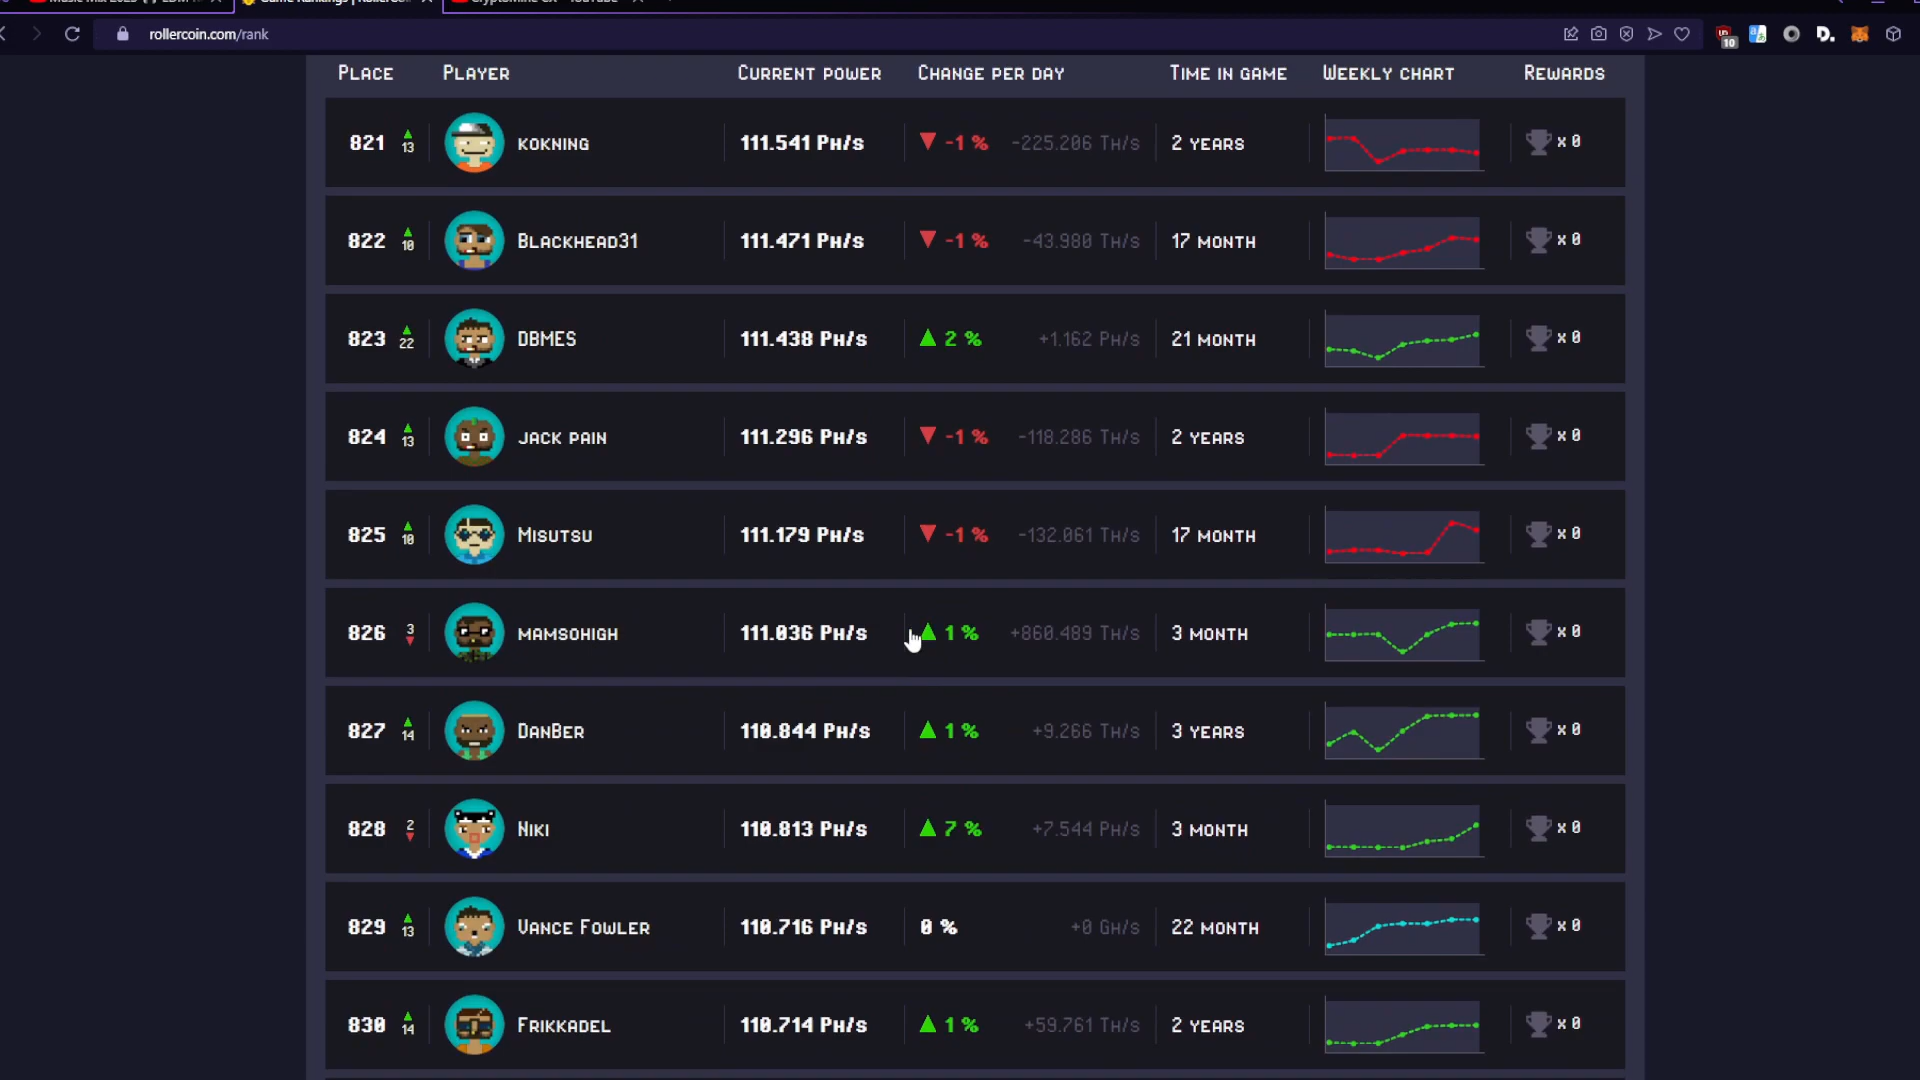 rollercoin.com/rank
10
PLACE PLAYER CURRENT POWER CHANGE PER DAY TIME IN GAME WEEKLY CHART REWARDS
821 13 KOKNING 111.541 PH/S -1 % -225.206 TH/S 2 YEARS x 0
822 10 BLACKHEAD31 111.471 PH/S -1 % -43.980 TH/S 17 MONTH x 0
823 22 DBMES 111.438 PH/S 2 % +1.162 PH/S 21 MONTH x 0
824 13 JACK PAIN 111.296 PH/S -1 % -118.286 TH/S 2 YEARS x 0
825 10 MISUTSU 111.179 PH/S -1 % -132.061 TH/S 17 MONTH x 0
826 3 MAMSOHIGH 111.036 PH/S 1 % +860.489 TH/S 3 MONTH x 0
827 14 DANBER 110.844 PH/S 1 % +9.266 TH/S 3 YEARS x 0
828 2 NIKI 110.813 PH/S 7 % +7.544 PH/S 3 MONTH x 0
829 13 VANCE FOWLER 110.716 PH/S 0 % +0 GH/S 22 MONTH x 0
830 14 FRIKKADEL 110.714 PH/S 1 % +59.761 TH/S 2 YEARS x 0